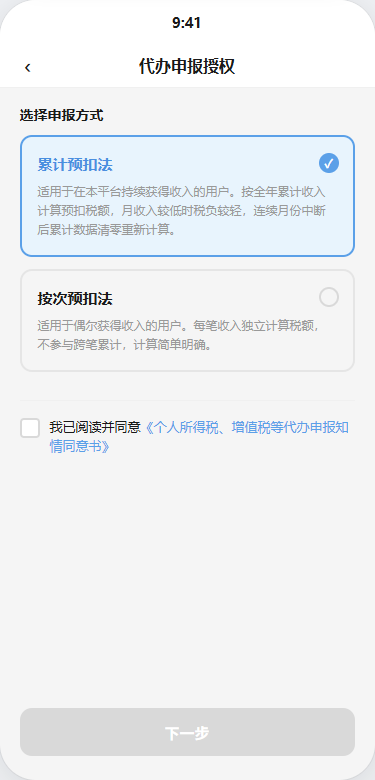 9:41
‹
代办申报授权
选择申报方式
累计预扣法
适用于在本平台持续获得收入的用户。按全年累计收入
计算预扣税额，月收入较低时税负较轻，连续月份中断
后累计数据清零重新计算。
按次预扣法
适用于偶尔获得收入的用户。每笔收入独立计算税额，
不参与跨笔累计，计算简单明确。
我已阅读并同意《个人所得税、增值税等代办申报知
情同意书》
下一步